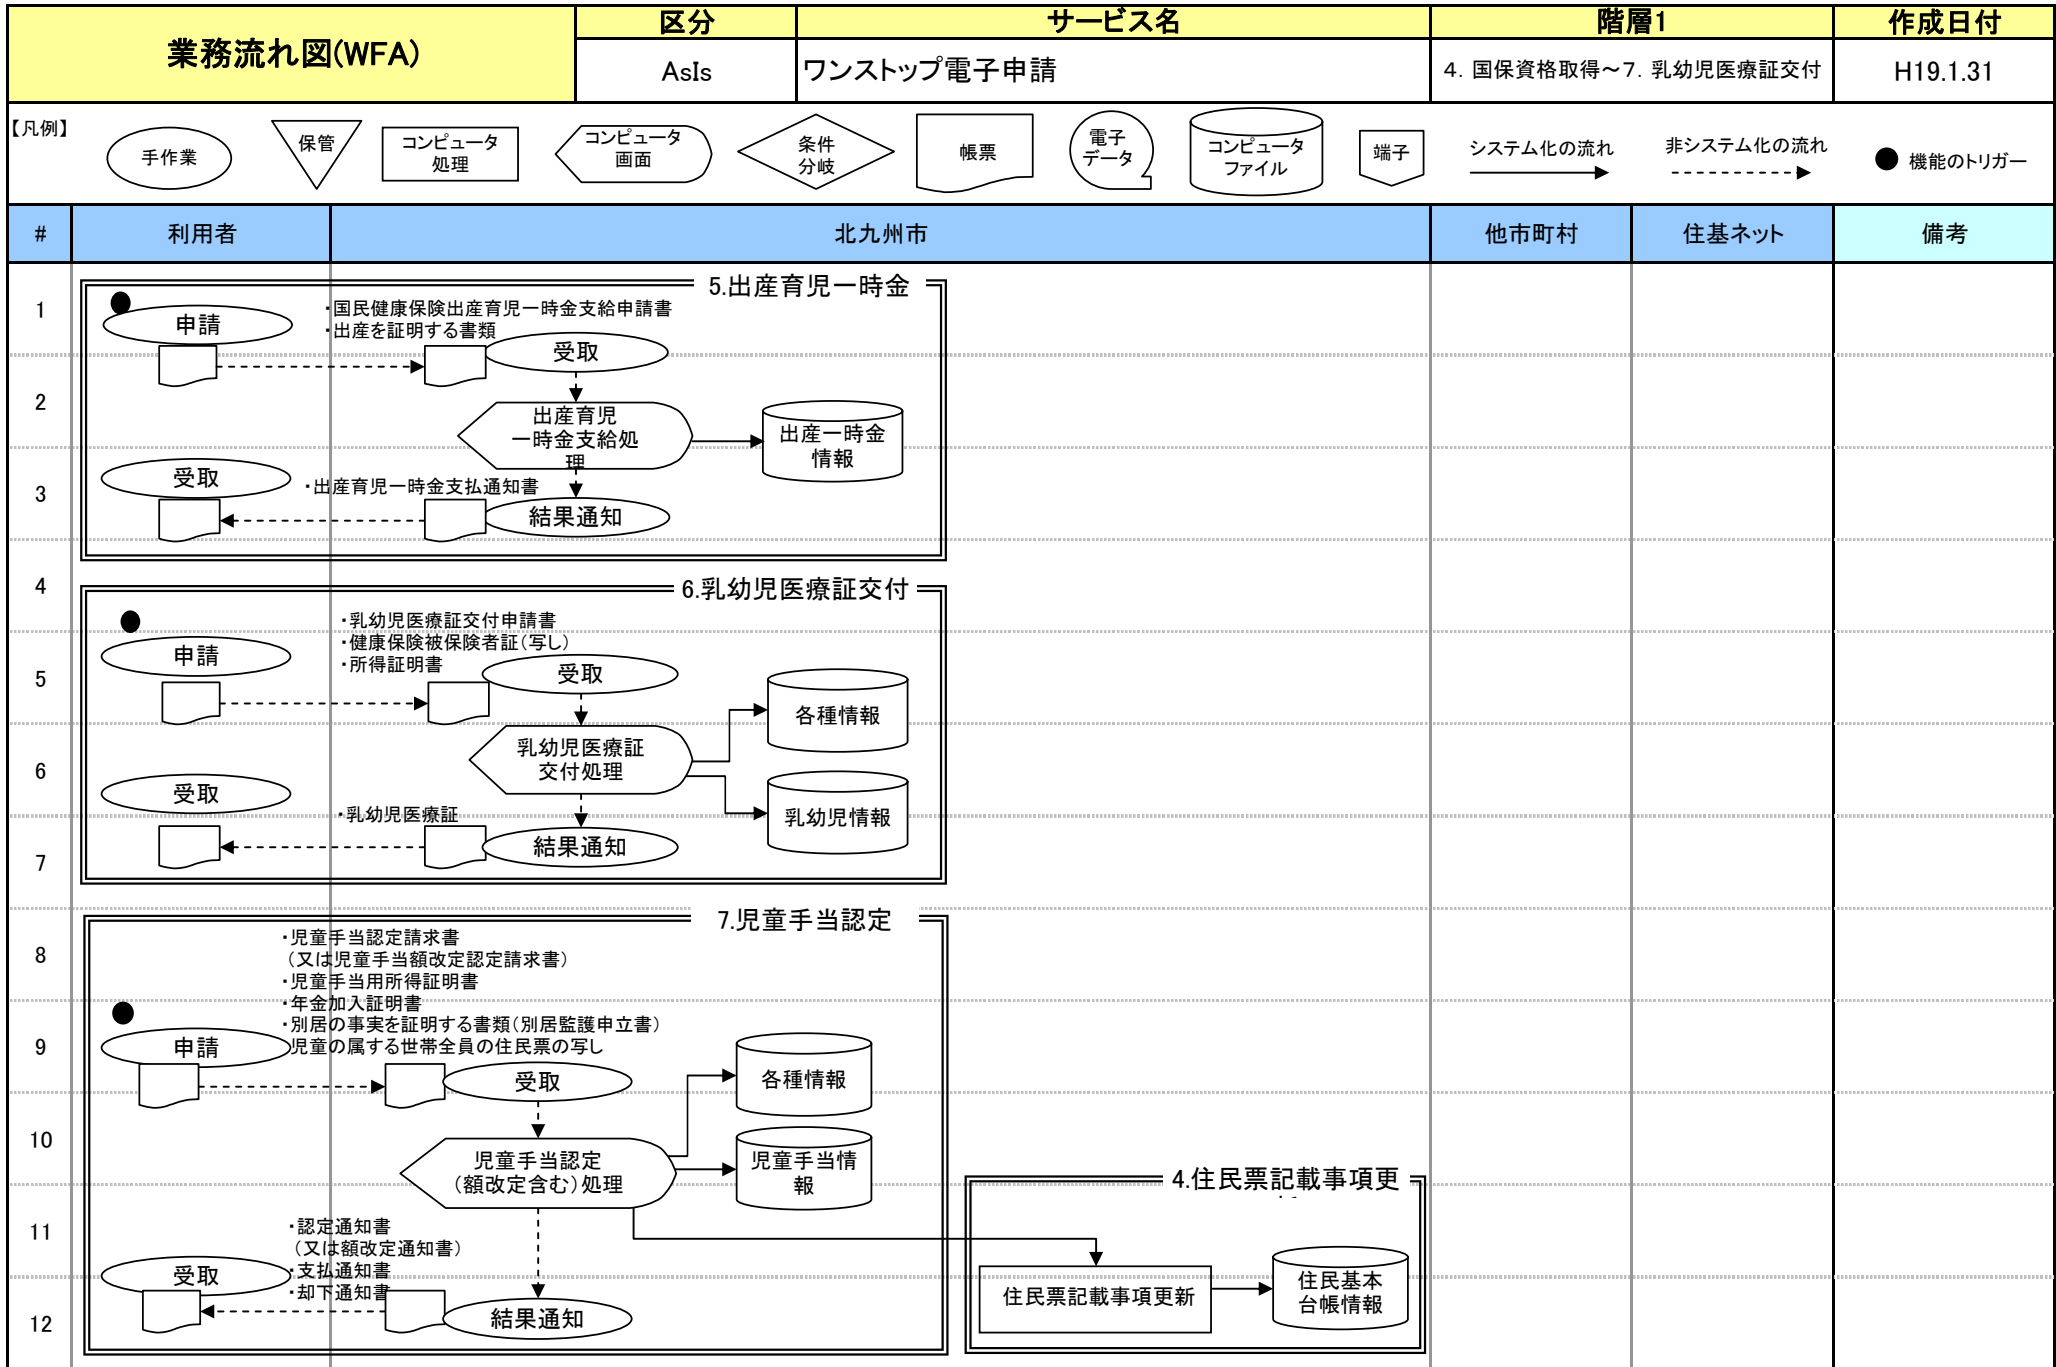 業務流れ図(WFA)
区分
サービス名
階層1
作成日付
AsIs
ワンストップ電子申請
4．国保資格取得～7．乳幼児医療証交付
H19.1.31
【凡例】
手作業
保管
コンピュータ
処理
コンピュータ
画面
条件
分岐
帳票
電子
データ
コンピュータ
ファイル
端子
システム化の流れ
非システム化の流れ
機能のトリガー
#
利用者
北九州市
他市町村
住基ネット
備考
1
2
3
4
5
6
7
8
9
10
11
12
5.出産育児一時金
申請
・国民健康保険出産育児一時金支給申請書
・出産を証明する書類
受取
出産育児
一時金支給処
理
出産一時金
情報
受取
・出産育児一時金支払通知書
結果通知
6.乳幼児医療証交付
申請
・乳幼児医療証交付申請書
・健康保険被保険者証(写し)
・所得証明書
受取
各種情報
乳幼児医療証
交付処理
乳幼児情報
受取
・乳幼児医療証
結果通知
7.児童手当認定
・児童手当認定請求書
(又は児童手当額改定認定請求書)
・児童手当用所得証明書
・年金加入証明書
・別居の事実を証明する書類(別居監護申立書)
児童の属する世帯全員の住民票の写し
申請
受取
各種情報
児童手当認定
(額改定含む)処理
児童手当情
報
・認定通知書
(又は額改定通知書)
・支払通知書
・却下通知書
受取
結果通知
4.住民票記載事項更
住民票記載事項更新
住民基本
台帳情報